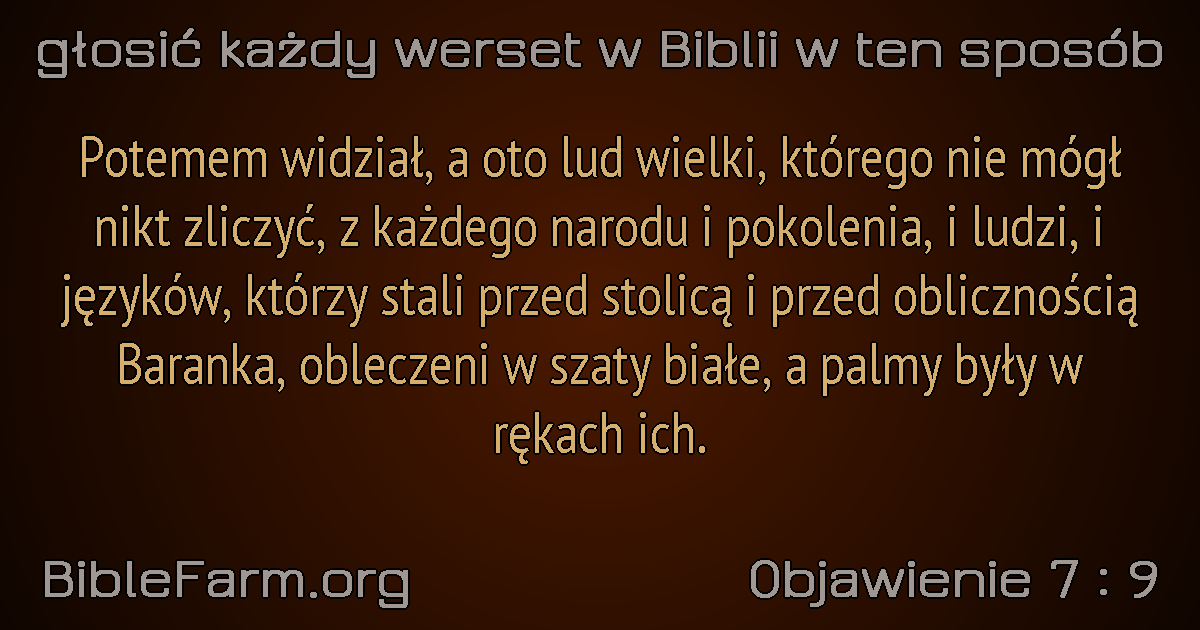 głosić każdy werset w Biblii w ten sposób
Potemem widział, a oto lud wielki, którego nie mógł
nikt zliczyć, z każdego narodu i pokolenia, i ludzi, i
języków, którzy stali przed stolicą i przed oblicznością
Baranka, obleczeni w szaty białe, a palmy były w
rękach ich.
BibleFarm.org
Objawienie 7 : 9